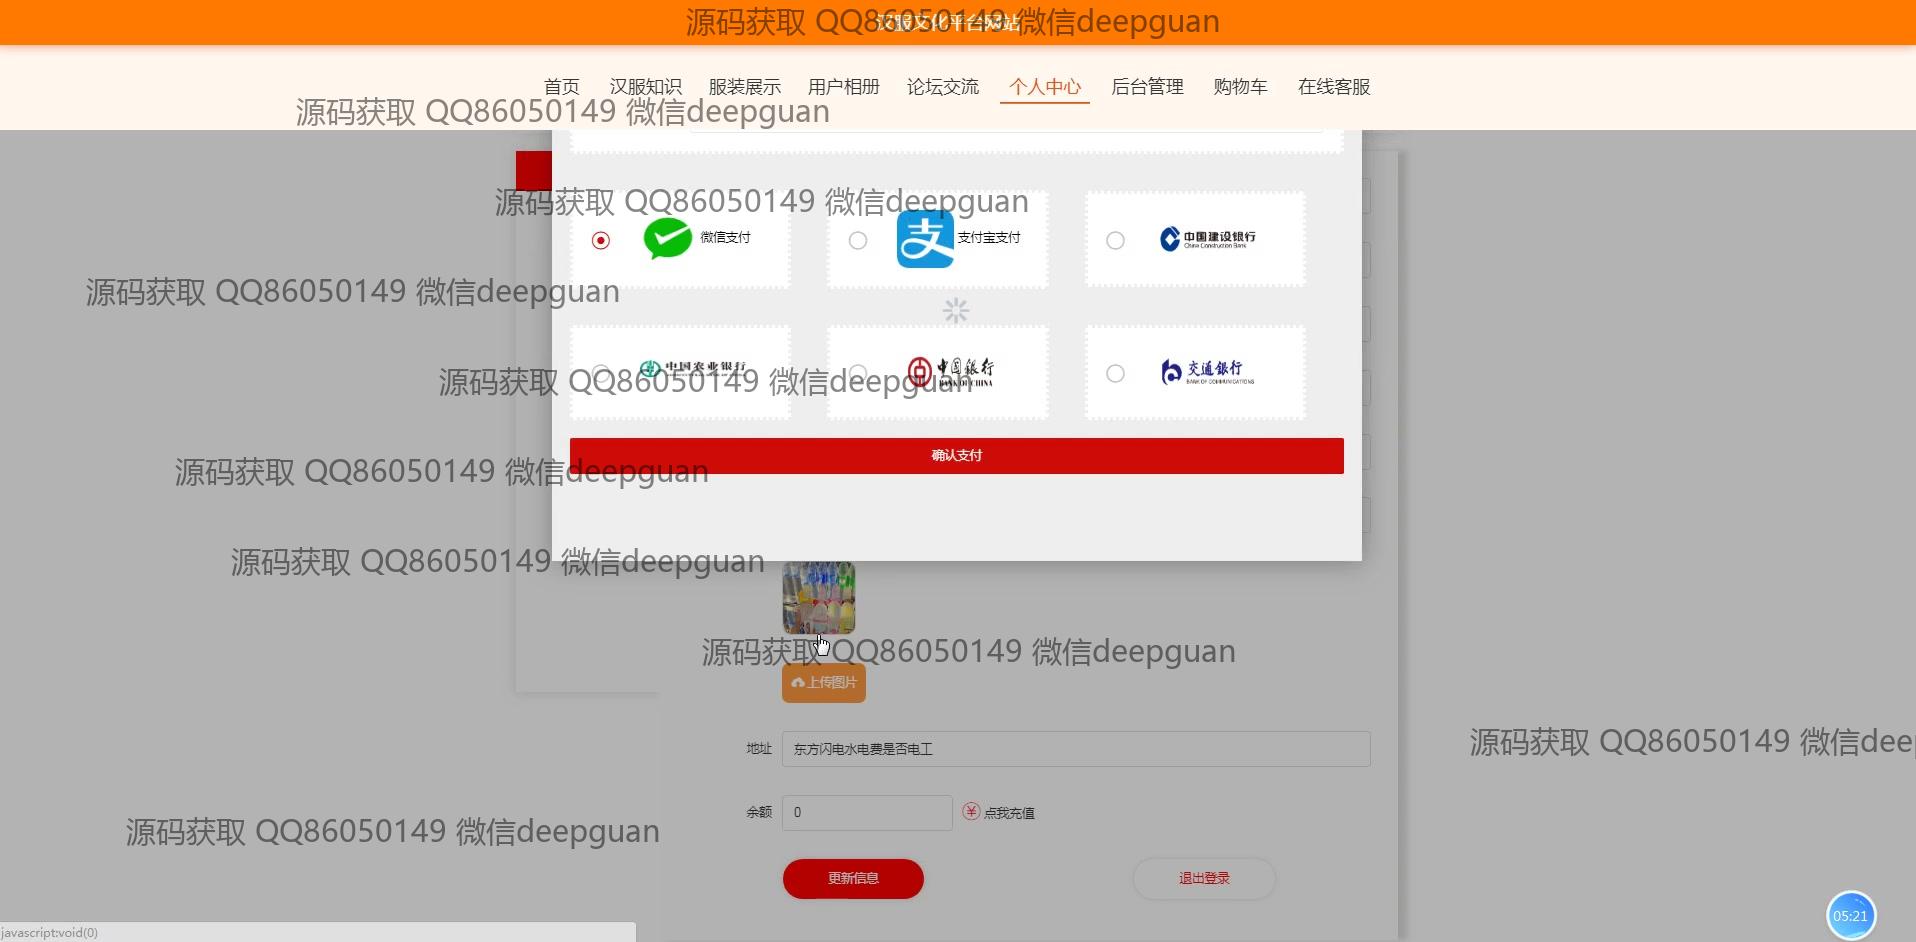 汉服文化平台网站
源码获取 QQ86050149 微信deepguan
首页 汉服知识 服装展示 用户相册 论坛交流 个人中心 后台管理 购物车 在线客服
源码获取 QQ86050149 微信deepguan
源码获取 QQ86050149 微信deepguan
微信支付 支付宝支付 中国建设银行
China Construction Bank
源码获取 QQ86050149 微信deepguan
中国农业银行 中国银行 交通银行
BANK OF CHINA BANK OF COMMUNICATIONS
源码获取 QQ86050149 微信deepguan
确认支付
源码获取 QQ86050149 微信deepguan
源码获取 QQ86050149 微信deepguan
源码获取 QQ86050149 微信deepguan
上传图片
地址 东方闪电水电费是否电工
源码获取 QQ86050149 微信dee
余额 0 点我充值
源码获取 QQ86050149 微信deepguan
更新信息 退出登录
05:21
javascript:void(0)